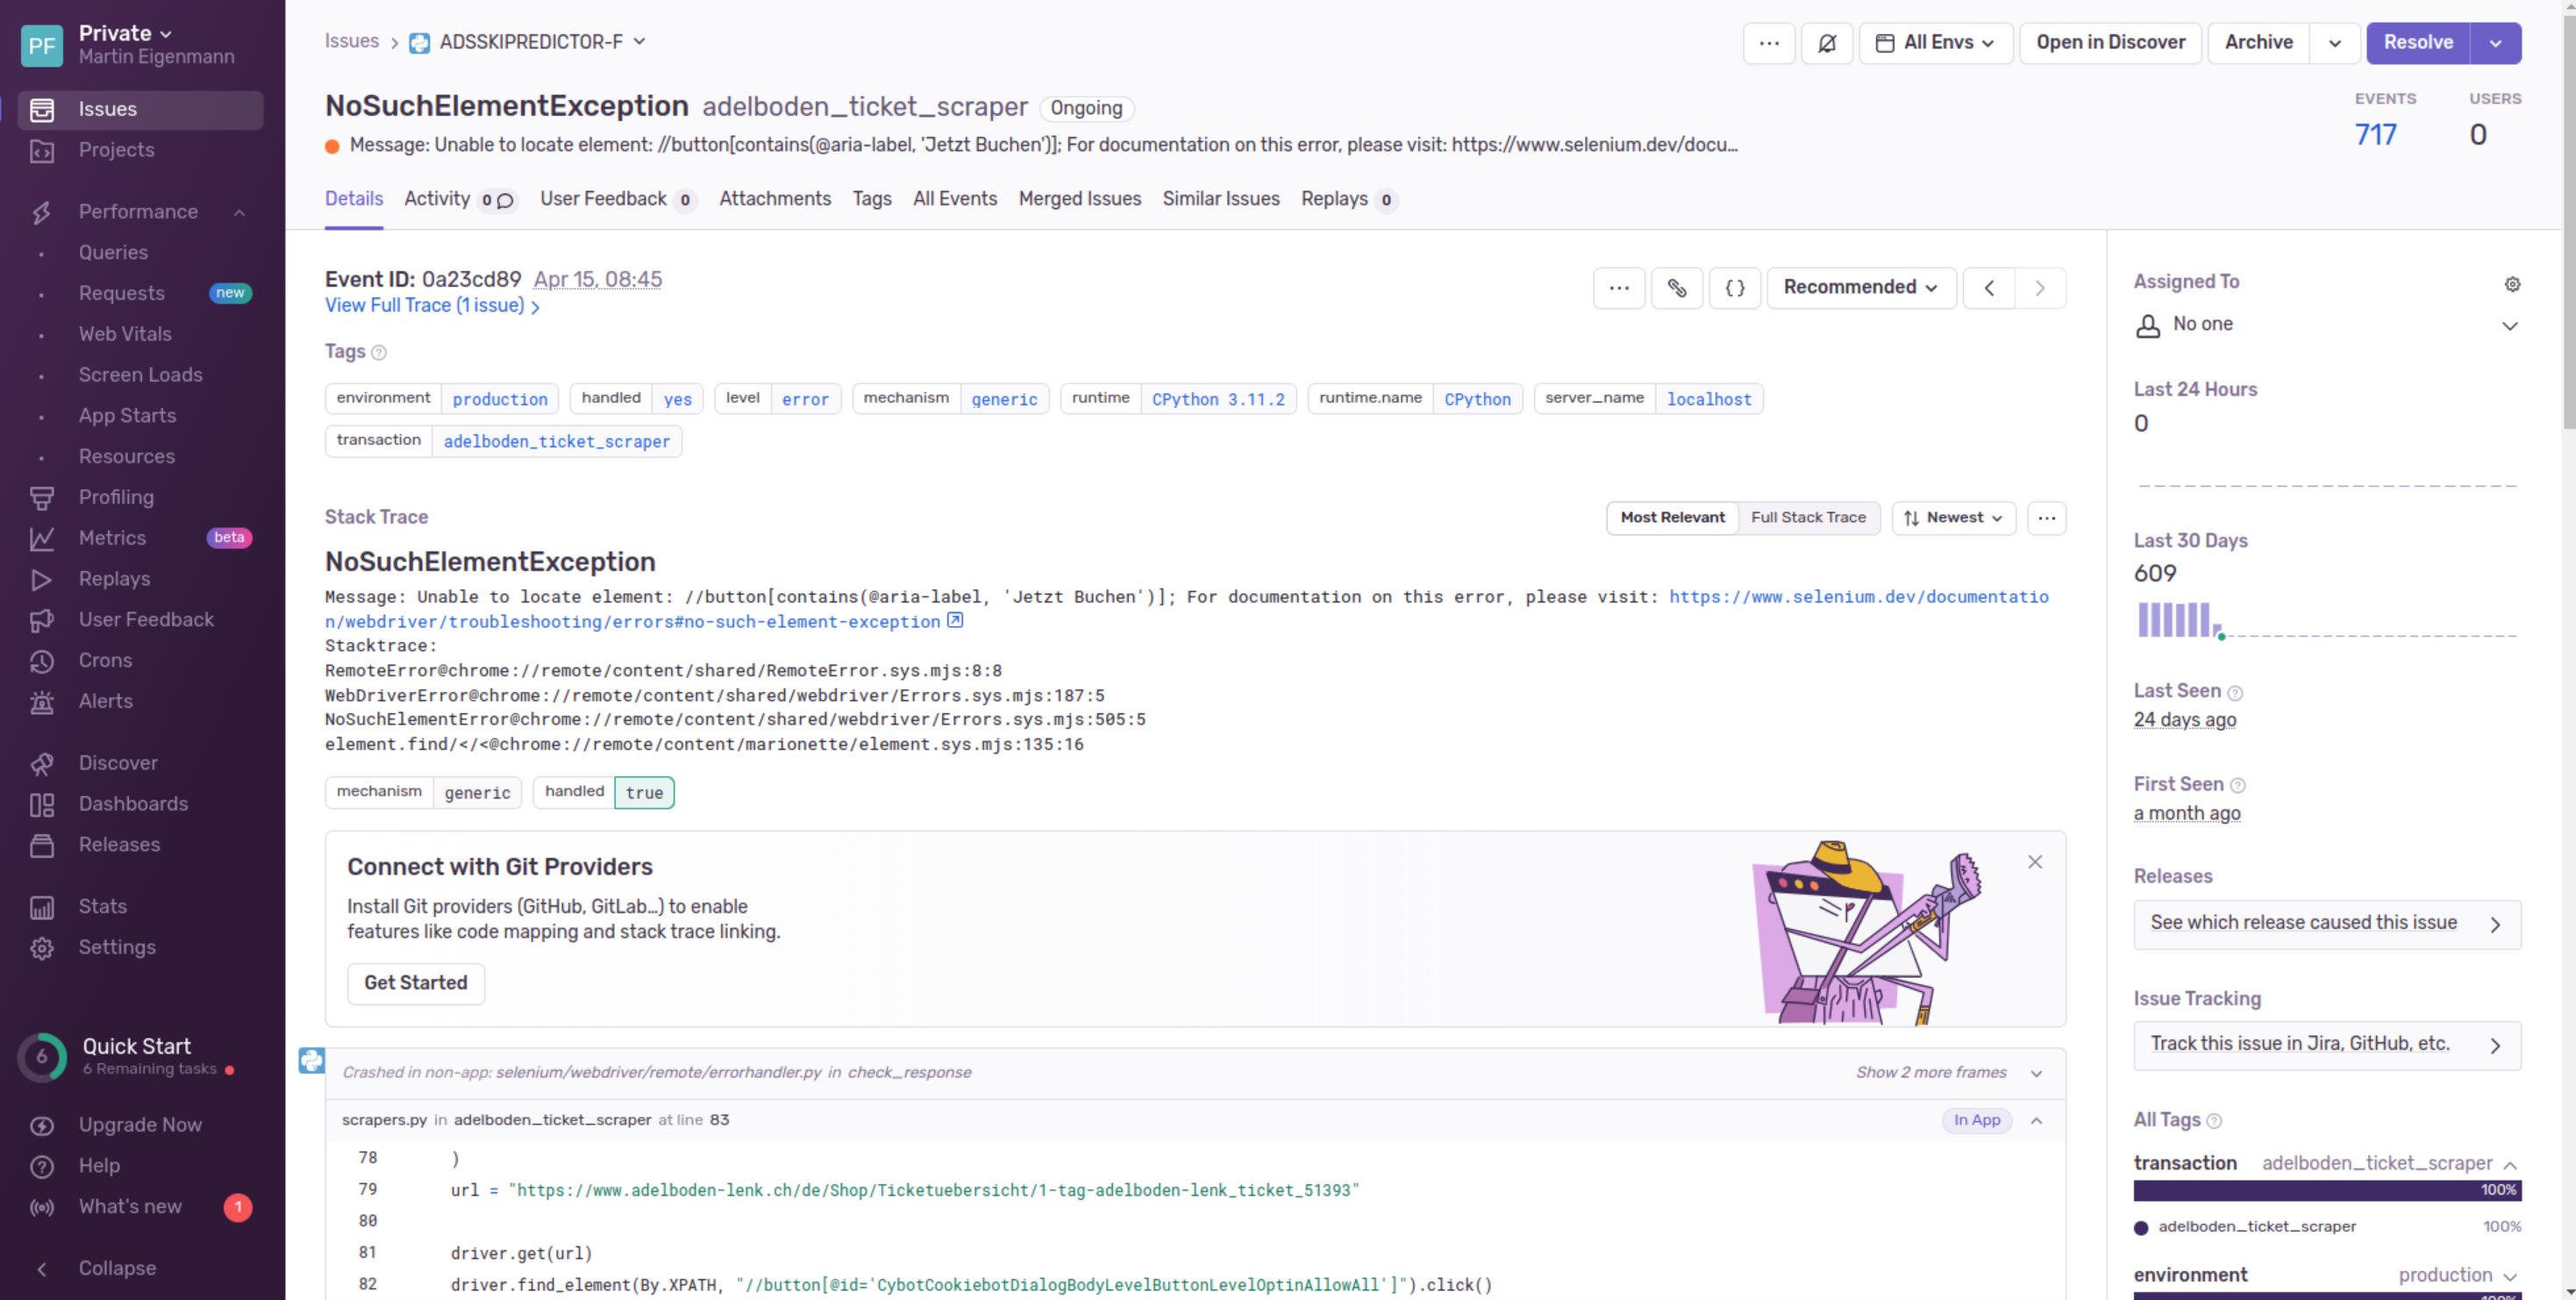 PF
Private
Martin Eigenmann
Issues
Projects
Performance
Queries
Requests new
Web Vitals
Screen Loads
App Starts
Resources
Profiling
Metrics beta
Replays
User Feedback
Crons
Alerts
Discover
Dashboards
Releases
Stats
Settings
6
Quick Start
6 Remaining tasks
Upgrade Now
Help
What's new 1
Collapse
Issues ADSSKIPREDICTOR-F
All Envs Open in Discover Archive Resolve
NoSuchElementException adelboden_ticket_scraper Ongoing
Message: Unable to locate element: //button[contains(@aria-label, 'Jetzt Buchen')]; For documentation on this error, please visit: https://www.selenium.dev/docu…
EVENTS USERS
717 0
Details Activity 0 User Feedback 0 Attachments Tags All Events Merged Issues Similar Issues Replays 0
Event ID: 0a23cd89 Apr 15, 08:45
View Full Trace (1 issue)
{} Recommended
Tags
environment production handled yes level error mechanism generic runtime CPython 3.11.2 runtime.name CPython server_name localhost
transaction adelboden_ticket_scraper
Stack Trace
Most Relevant Full Stack Trace Newest
NoSuchElementException
Message: Unable to locate element: //button[contains(@aria-label, 'Jetzt Buchen')]; For documentation on this error, please visit: https://www.selenium.dev/documentatio
n/webdriver/troubleshooting/errors#no-such-element-exception
Stacktrace:
RemoteError@chrome://remote/content/shared/RemoteError.sys.mjs:8:8
WebDriverError@chrome://remote/content/shared/webdriver/Errors.sys.mjs:187:5
NoSuchElementError@chrome://remote/content/shared/webdriver/Errors.sys.mjs:505:5
element.find/</<@chrome://remote/content/marionette/element.sys.mjs:135:16
mechanism generic handled true
Connect with Git Providers
Install Git providers (GitHub, GitLab…) to enable
features like code mapping and stack trace linking.
Get Started
Crashed in non-app: selenium/webdriver/remote/errorhandler.py in check_response Show 2 more frames
scrapers.py in adelboden_ticket_scraper at line 83 In App
78 )
79 url = "https://www.adelboden-lenk.ch/de/Shop/Ticketuebersicht/1-tag-adelboden-lenk_ticket_51393"
80
81 driver.get(url)
82 driver.find_element(By.XPATH, "//button[@id='CybotCookiebotDialogBodyLevelButtonLevelOptinAllowAll']").click()
Assigned To
No one
Last 24 Hours
0
Last 30 Days
609
Last Seen
24 days ago
First Seen
a month ago
Releases
See which release caused this issue
Issue Tracking
Track this issue in Jira, GitHub, etc.
All Tags
transaction adelboden_ticket_scraper
100%
adelboden_ticket_scraper 100%
environment production